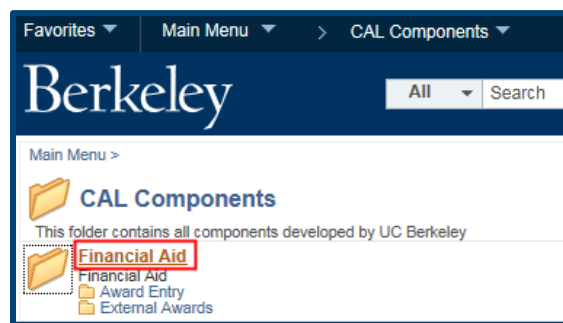 Favorites Main Menu > CAL Components
Berkeley All Search
Main Menu >
CAL Components
This folder contains all components developed by UC Berkeley
Financial Aid
Financial Aid
Award Entry
External Awards